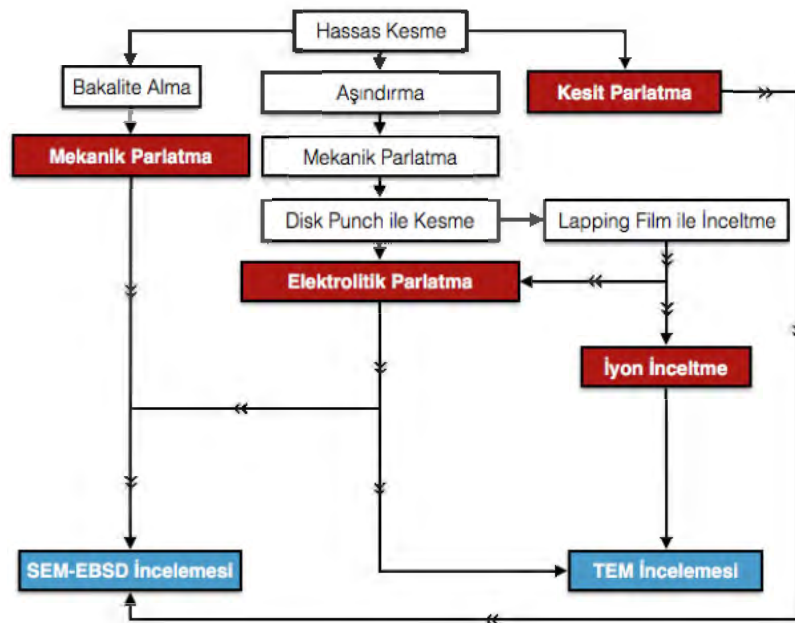 Hassas Kesme
Bakalite Alma
Aşındırma
Kesit Parlatma
Mekanik Parlatma
Mekanik Parlatma
Disk Punch ile Kesme
Lapping Film ile İnceltme
Elektrolitik Parlatma
İyon İnceltme
SEM-EBSD İncelemesi
TEM İncelemesi